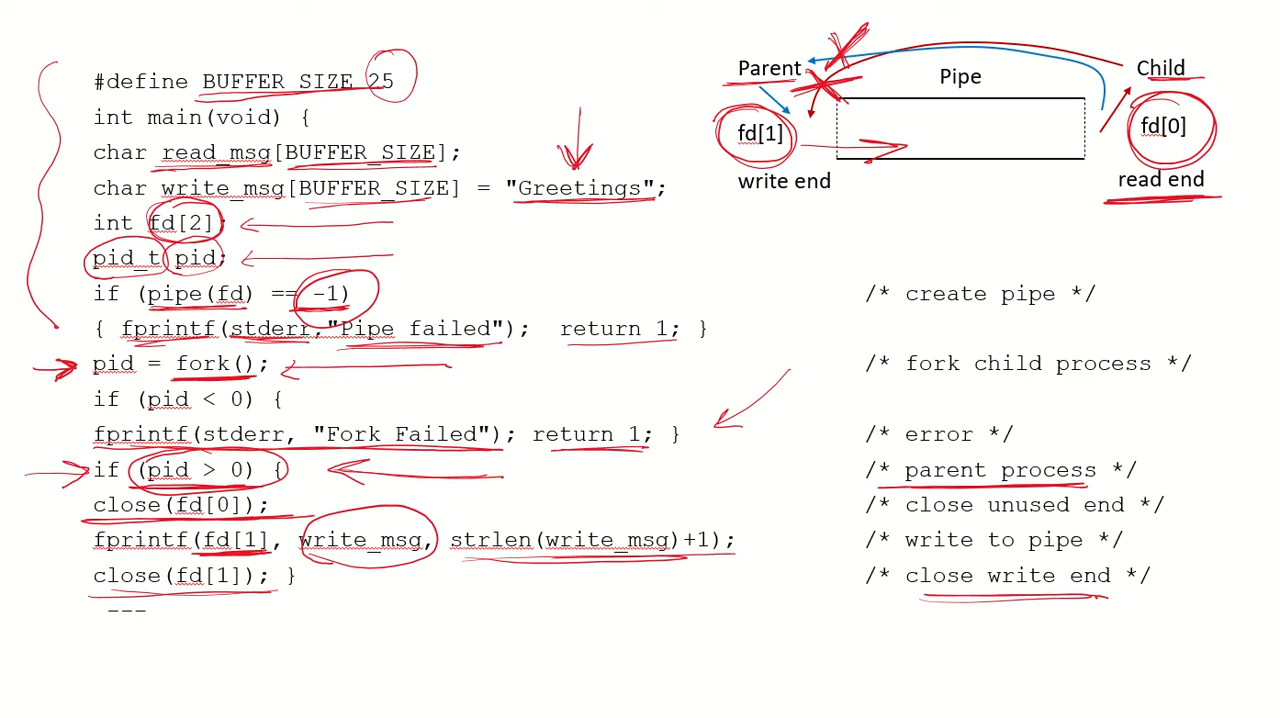 #define BUFFER_SIZE 25
int main(void) {
char read_msg[BUFFER_SIZE];
char write_msg[BUFFER_SIZE] = "Greetings";
int fd[2];
pid_t pid;
if (pipe(fd) == -1) /* create pipe */
{ fprintf(stderr,"Pipe failed"); return 1; }
pid = fork(); /* fork child process */
if (pid < 0) {
fprintf(stderr, "Fork Failed"); return 1; } /* error */
if (pid > 0) { /* parent process */
close(fd[0]); /* close unused end */
fprintf(fd[1], write_msg, strlen(write_msg)+1); /* write to pipe */
close(fd[1]); } /* close write end */
---
Parent
Pipe
Child
fd[1]
fd[0]
write end
read end